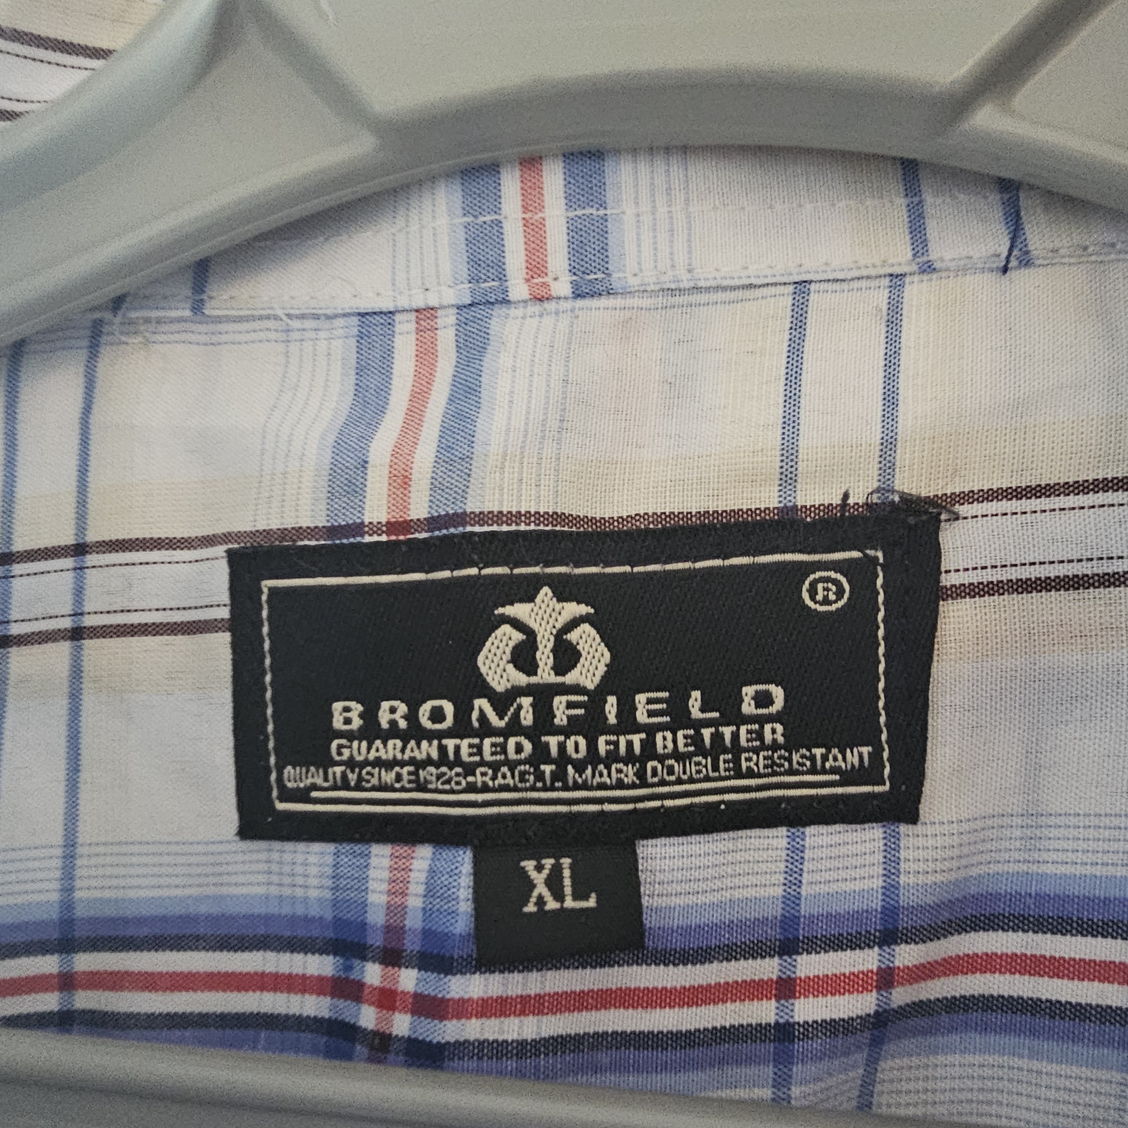 ®
BROMFIELD
GUARANTEED TO FIT BETTER
QUALITY SINCE 1928-RAG.T. MARK DOUBLE RESISTANT
XL